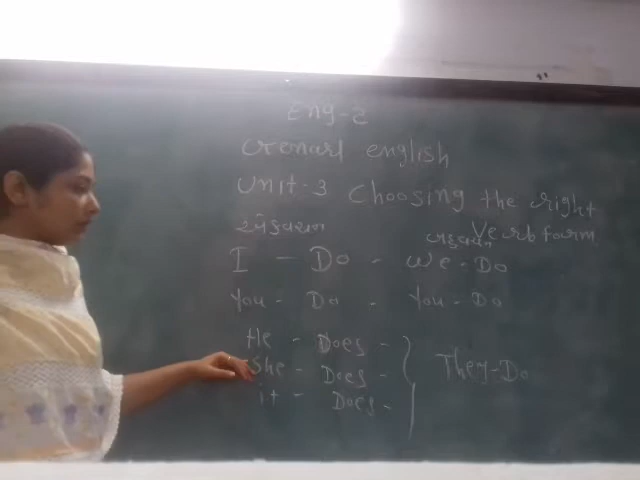 Eng-2
general english
Unit-3 Choosing the right
Verb form
એકવચન બહુવચન
I - Do - We - Do
You - Do - You - Do
He - Does -
She - Does - They-Do
it - Does -